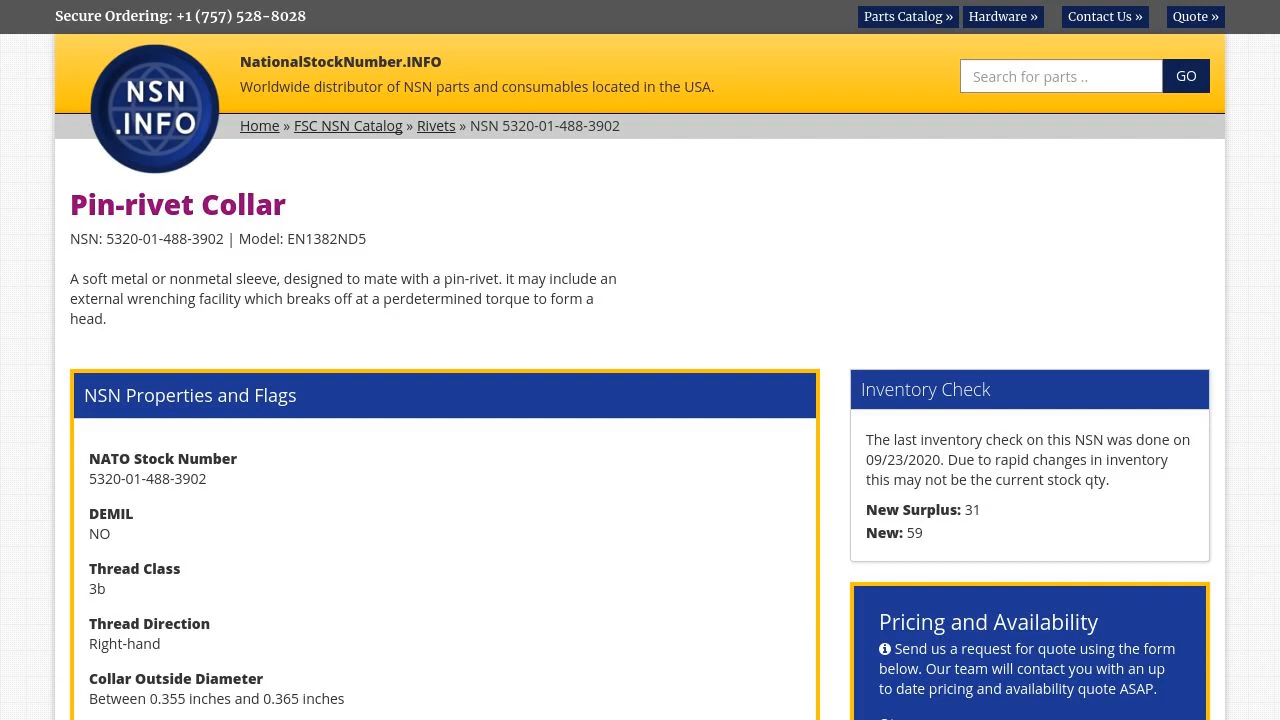 Secure Ordering: +1 (757) 528-8028
Parts Catalog » Hardware » Contact Us » Quote »
NSN
.INFO
NationalStockNumber.INFO
Worldwide distributor of NSN parts and consumables located in the USA.
Search for parts .. GO
Home » FSC NSN Catalog » Rivets » NSN 5320-01-488-3902
Pin-rivet Collar
NSN: 5320-01-488-3902 | Model: EN1382ND5
A soft metal or nonmetal sleeve, designed to mate with a pin-rivet. it may include an
external wrenching facility which breaks off at a perdetermined torque to form a
head.
NSN Properties and Flags
NATO Stock Number
5320-01-488-3902
DEMIL
NO
Thread Class
3b
Thread Direction
Right-hand
Collar Outside Diameter
Between 0.355 inches and 0.365 inches
Inventory Check
The last inventory check on this NSN was done on
09/23/2020. Due to rapid changes in inventory
this may not be the current stock qty.
New Surplus: 31
New: 59
Pricing and Availability
Send us a request for quote using the form
below. Our team will contact you with an up
to date pricing and availability quote ASAP.